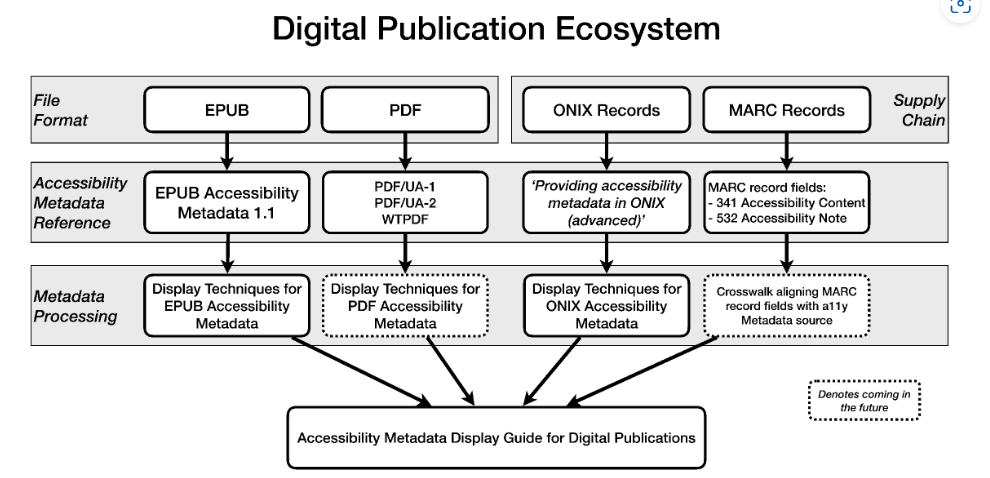 Digital Publication Ecosystem
File
Format
EPUB
PDF
ONIX Records
MARC Records
Supply
Chain
Accessibility
Metadata
Reference
EPUB Accessibility
Metadata 1.1
PDF/UA-1
PDF/UA-2
WTPDF
‘Providing accessibility
metadata in ONIX
(advanced)’
MARC record fields:
- 341 Accessibility Content
- 532 Accessibility Note
Metadata
Processing
Display Techniques for
EPUB Accessibility
Metadata
Display Techniques for
PDF Accessibility
Metadata
Display Techniques for
ONIX Accessibility
Metadata
Crosswalk aligning MARC
record fields with a11y
Metadata source
Denotes coming in
the future
Accessibility Metadata Display Guide for Digital Publications